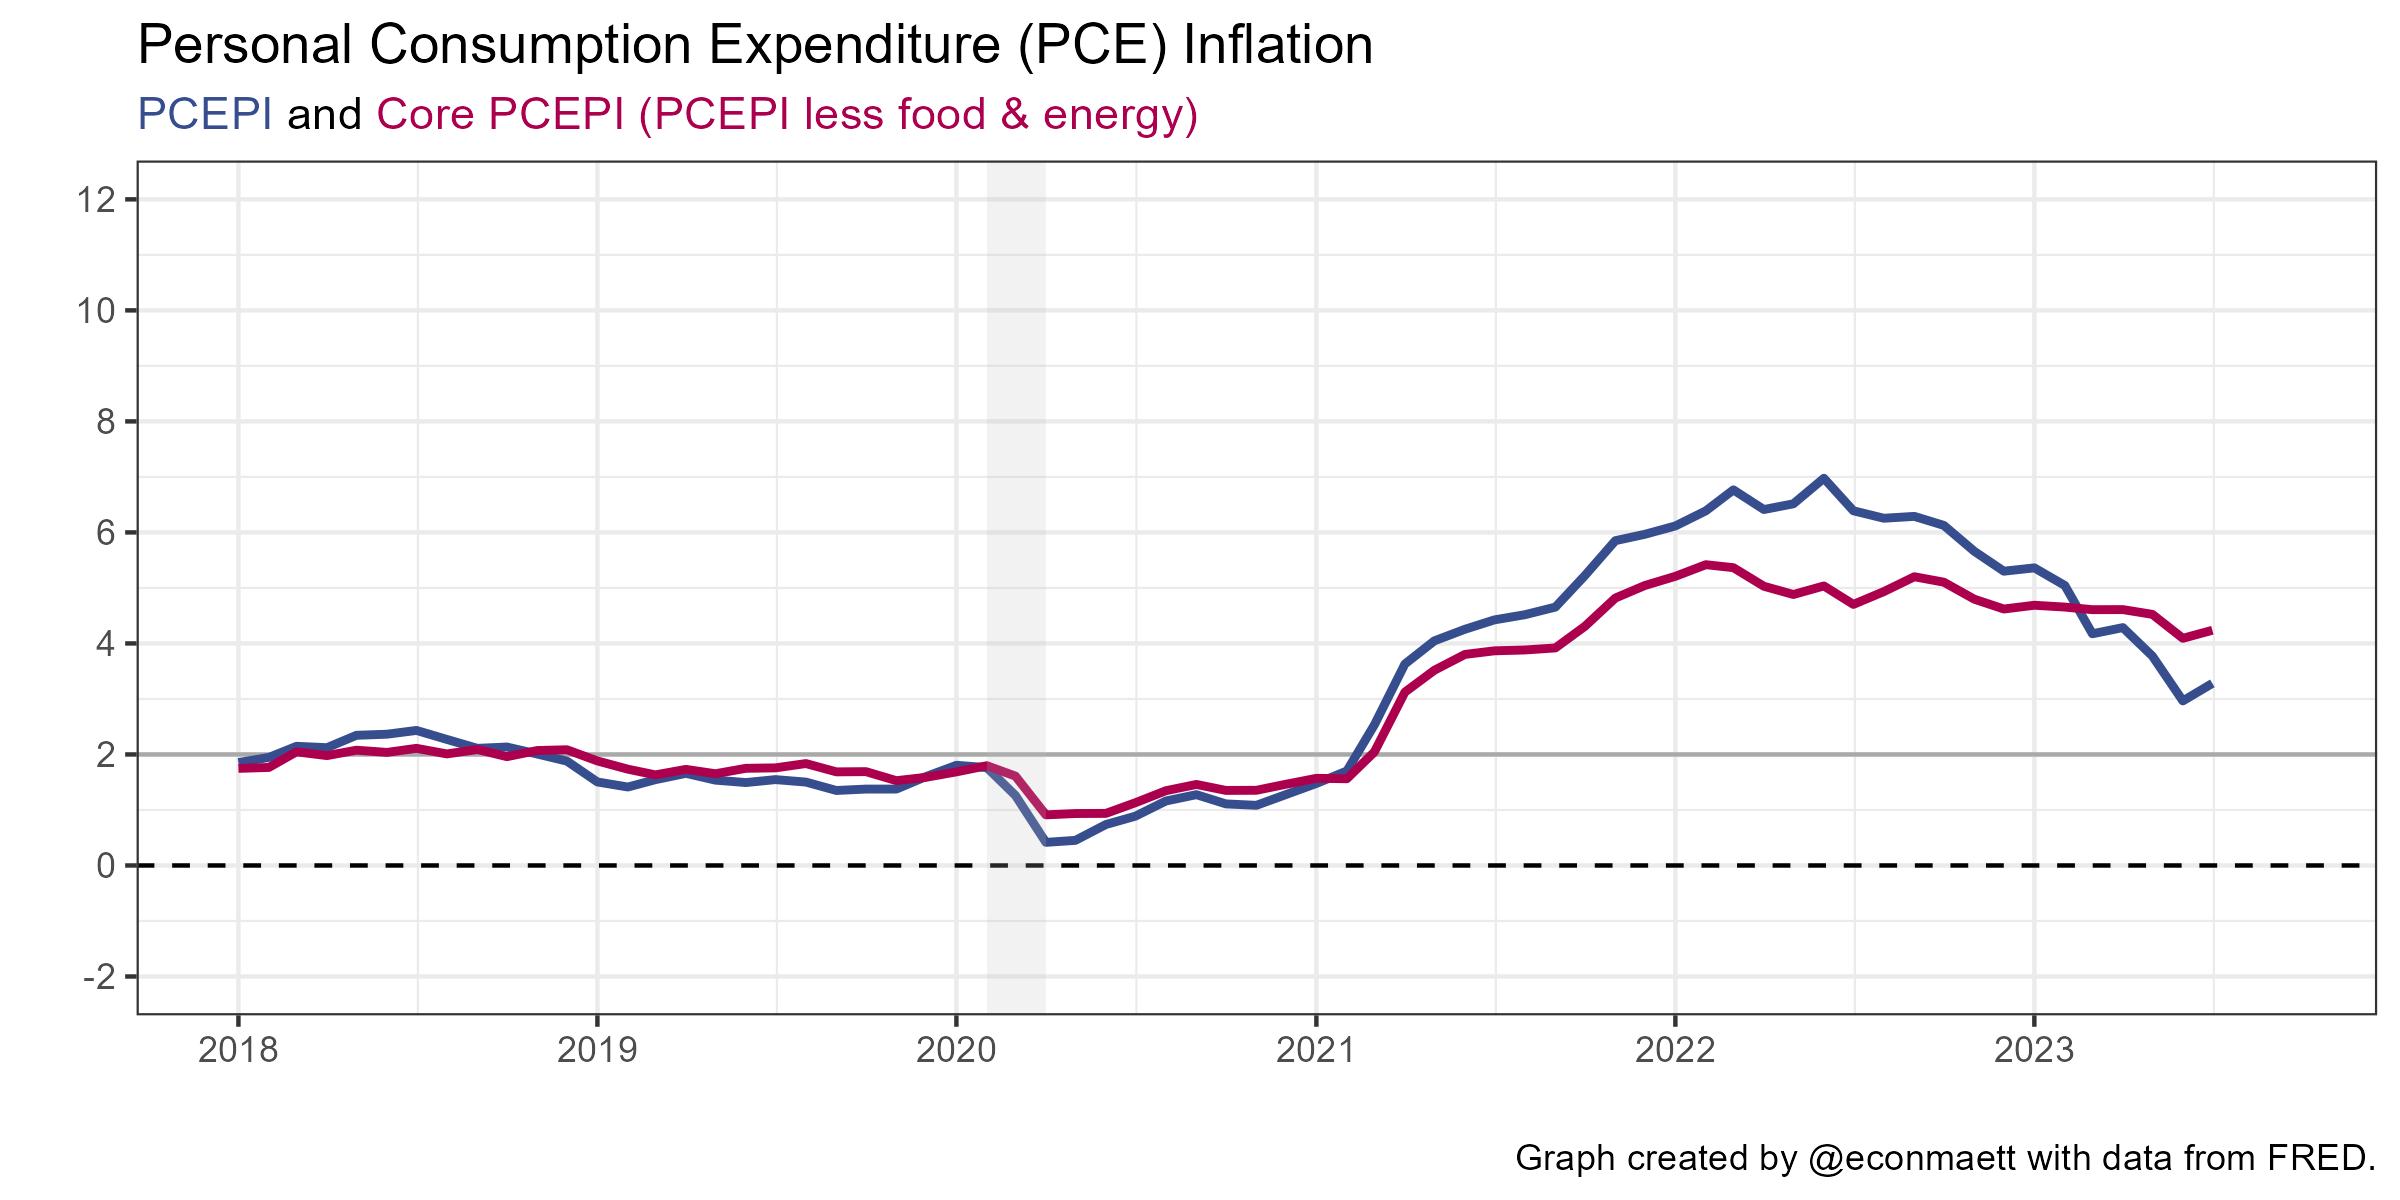 Personal Consumption Expenditure (PCE) Inflation
PCEPI and Core PCEPI (PCEPI less food & energy)
12
10
8
6
4
2
0
-2
2018 2019 2020 2021 2022 2023
Graph created by @econmaett with data from FRED.